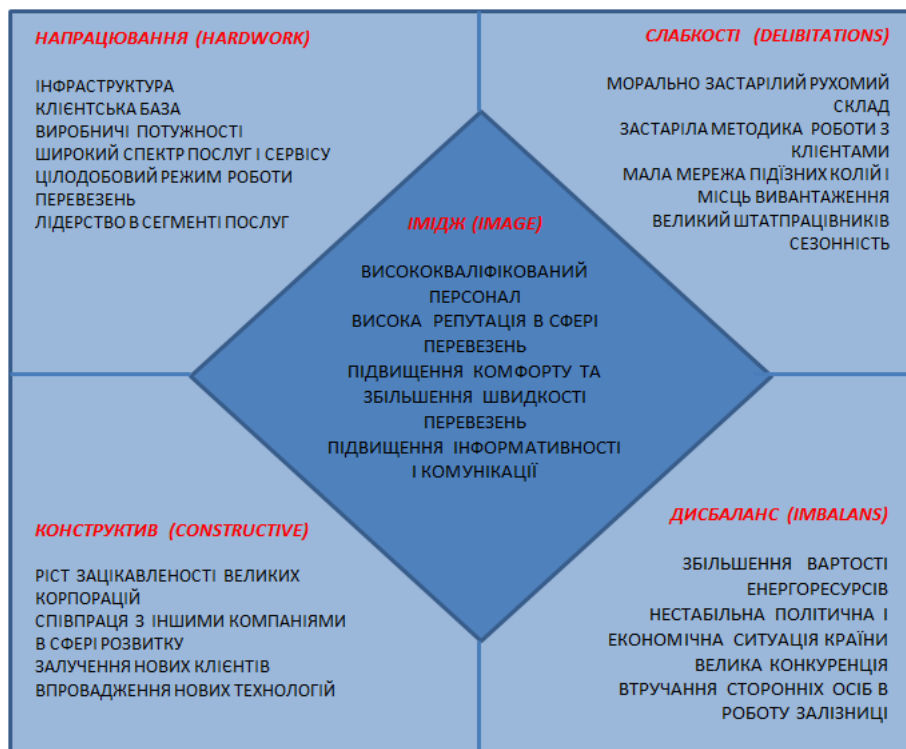 НАПРАЦЮВАННЯ (HARDWORK)
ІНФРАСТРУКТУРА
КЛІЄНТСЬКА БАЗА
ВИРОБНИЧІ ПОТУЖНОСТІ
ШИРОКИЙ СПЕКТР ПОСЛУГ І СЕРВІСУ
ЦІЛОДОБОВИЙ РЕЖИМ РОБОТИ
ПЕРЕВЕЗЕНЬ
ЛІДЕРСТВО В СЕГМЕНТІ ПОСЛУГ
СЛАБКОСТІ (DELIBITATIONS)
МОРАЛЬНО ЗАСТАРІЛИЙ РУХОМИЙ
СКЛАД
ЗАСТАРІЛА МЕТОДИКА РОБОТИ З
КЛІЄНТАМИ
МАЛА МЕРЕЖА ПІДЇЗНИХ КОЛІЙ І
МІСЦЬ ВИВАНТАЖЕННЯ
ВЕЛИКИЙ ШТАТПРАЦІВНИКІВ
СЕЗОННІСТЬ
ІМІДЖ (IMAGE)
ВИСОКОКВАЛІФІКОВАНИЙ
ПЕРСОНАЛ
ВИСОКА РЕПУТАЦІЯ В СФЕРІ
ПЕРЕВЕЗЕНЬ
ПІДВИЩЕННЯ КОМФОРТУ ТА
ЗБІЛЬШЕННЯ ШВИДКОСТІ
ПЕРЕВЕЗЕНЬ
ПІДВИЩЕННЯ ІНФОРМАТИВНОСТІ
І КОМУНІКАЦІЇ
КОНСТРУКТИВ (CONSTRUCTIVE)
РІСТ ЗАЦІКАВЛЕНОСТІ ВЕЛИКИХ
КОРПОРАЦІЙ
СПІВПРАЦЯ З ІНШИМИ КОМПАНІЯМИ
В СФЕРІ РОЗВИТКУ
ЗАЛУЧЕННЯ НОВИХ КЛІЄНТІВ
ВПРОВАДЖЕННЯ НОВИХ ТЕХНОЛОГІЙ
ДИСБАЛАНС (IMBALANS)
ЗБІЛЬШЕННЯ ВАРТОСТІ
ЕНЕРГОРЕСУРСІВ
НЕСТАБІЛЬНА ПОЛІТИЧНА І
ЕКОНОМІЧНА СИТУАЦІЯ КРАЇНИ
ВЕЛИКА КОНКУРЕНЦІЯ
ВТРУЧАННЯ СТОРОННІХ ОСІБ В
РОБОТУ ЗАЛІЗНИЦІ